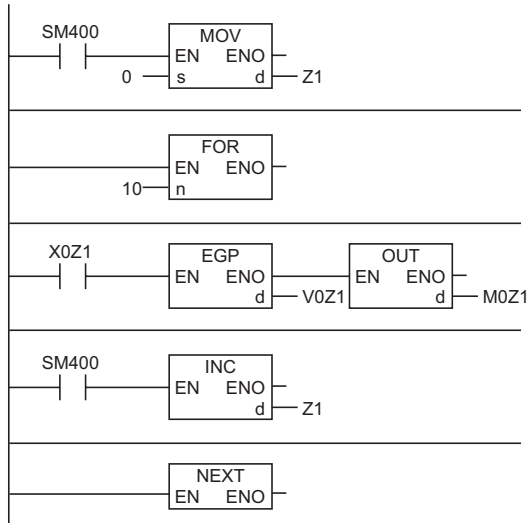 SM400
MOV
EN ENO
0 s d Z1
FOR
EN ENO
10 n
X0Z1
EGP
OUT
EN ENO
EN ENO
d V0Z1
d M0Z1
SM400
INC
EN ENO
d Z1
NEXT
EN ENO